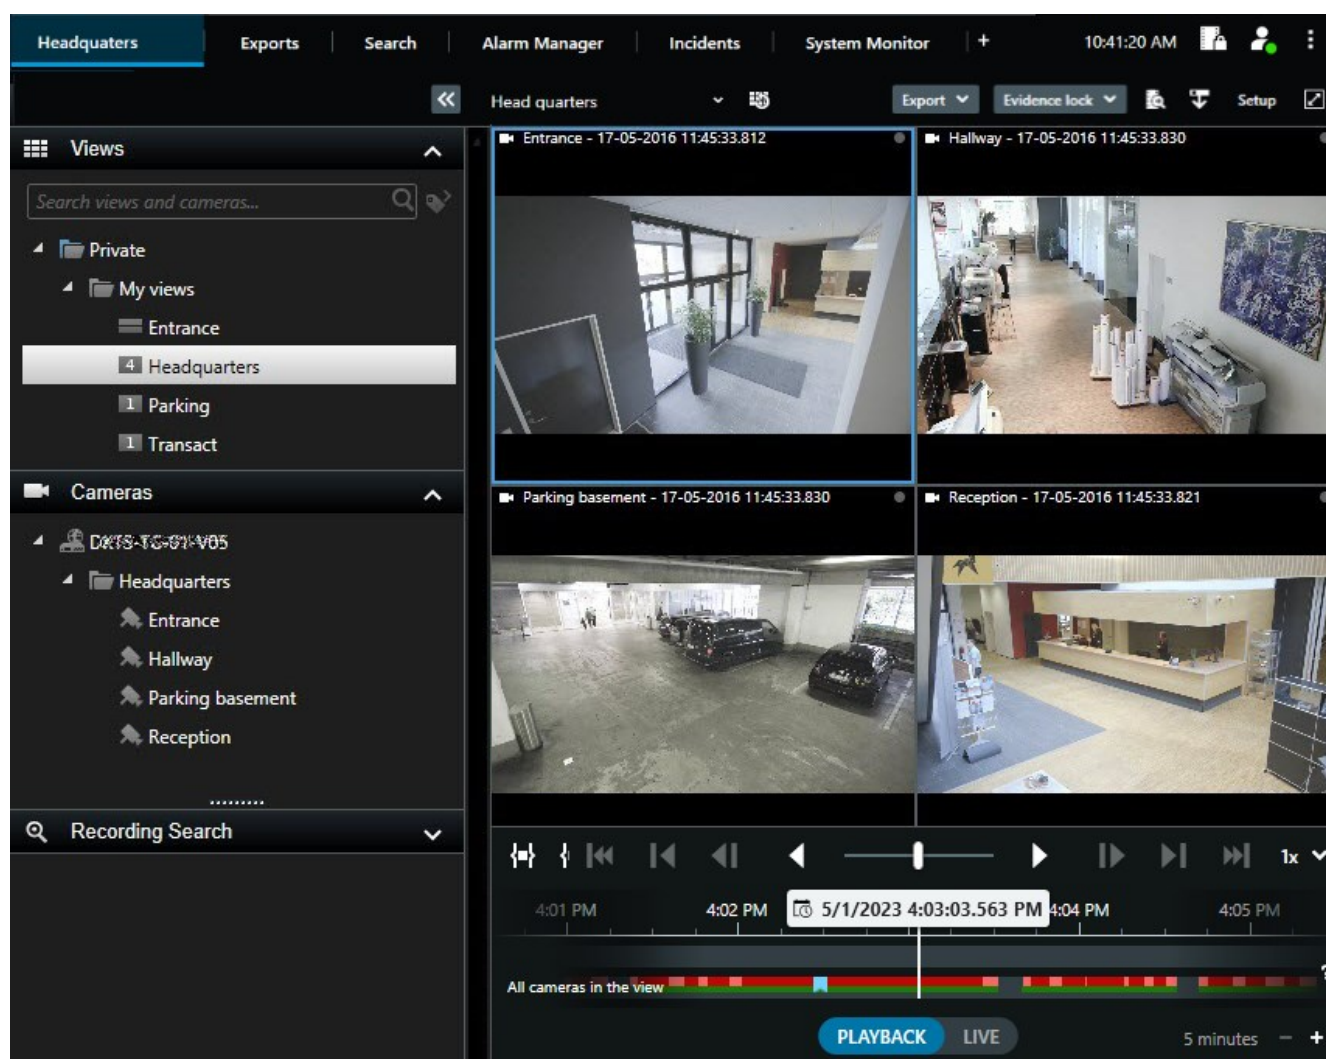 Headquaters Exports Search Alarm Manager Incidents System Monitor + 10:41:20 AM
Head quarters Export Evidence lock Setup
Views
Search views and cameras...
Private
My views
Entrance
4 Headquarters
1 Parking
1 Transact
Cameras
Headquarters
Entrance
Hallway
Parking basement
Reception
Recording Search
Entrance - 17-05-2016 11:45:33.812
Hallway - 17-05-2016 11:45:33.830
Parking basement - 17-05-2016 11:45:33.830
Reception - 17-05-2016 11:45:33.821
1x
4:01 PM 4:02 PM 5/1/2023 4:03:03.563 PM 4:04 PM 4:05 PM
All cameras in the view
PLAYBACK LIVE
5 minutes − +